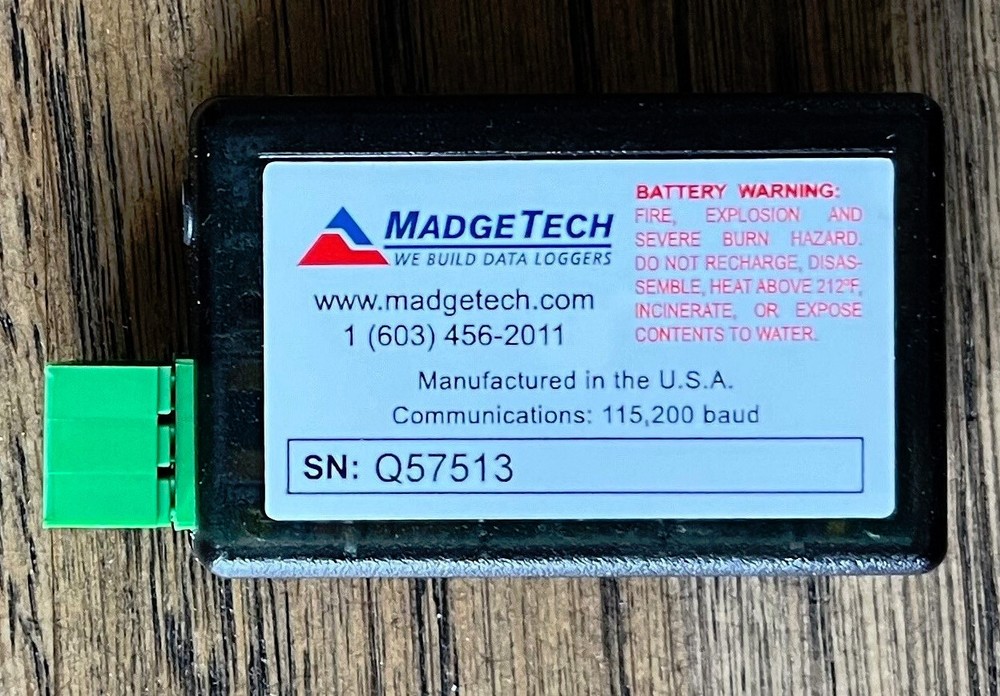 MADGETECH
WE BUILD DATA LOGGERS
www.madgetech.com
1 (603) 456-2011
BATTERY WARNING:
FIRE, EXPLOSION AND
SEVERE BURN HAZARD.
DO NOT RECHARGE, DISAS-
SEMBLE, HEAT ABOVE 212ºF,
INCINERATE, OR EXPOSE
CONTENTS TO WATER.
Manufactured in the U.S.A.
Communications: 115,200 baud
SN: Q57513